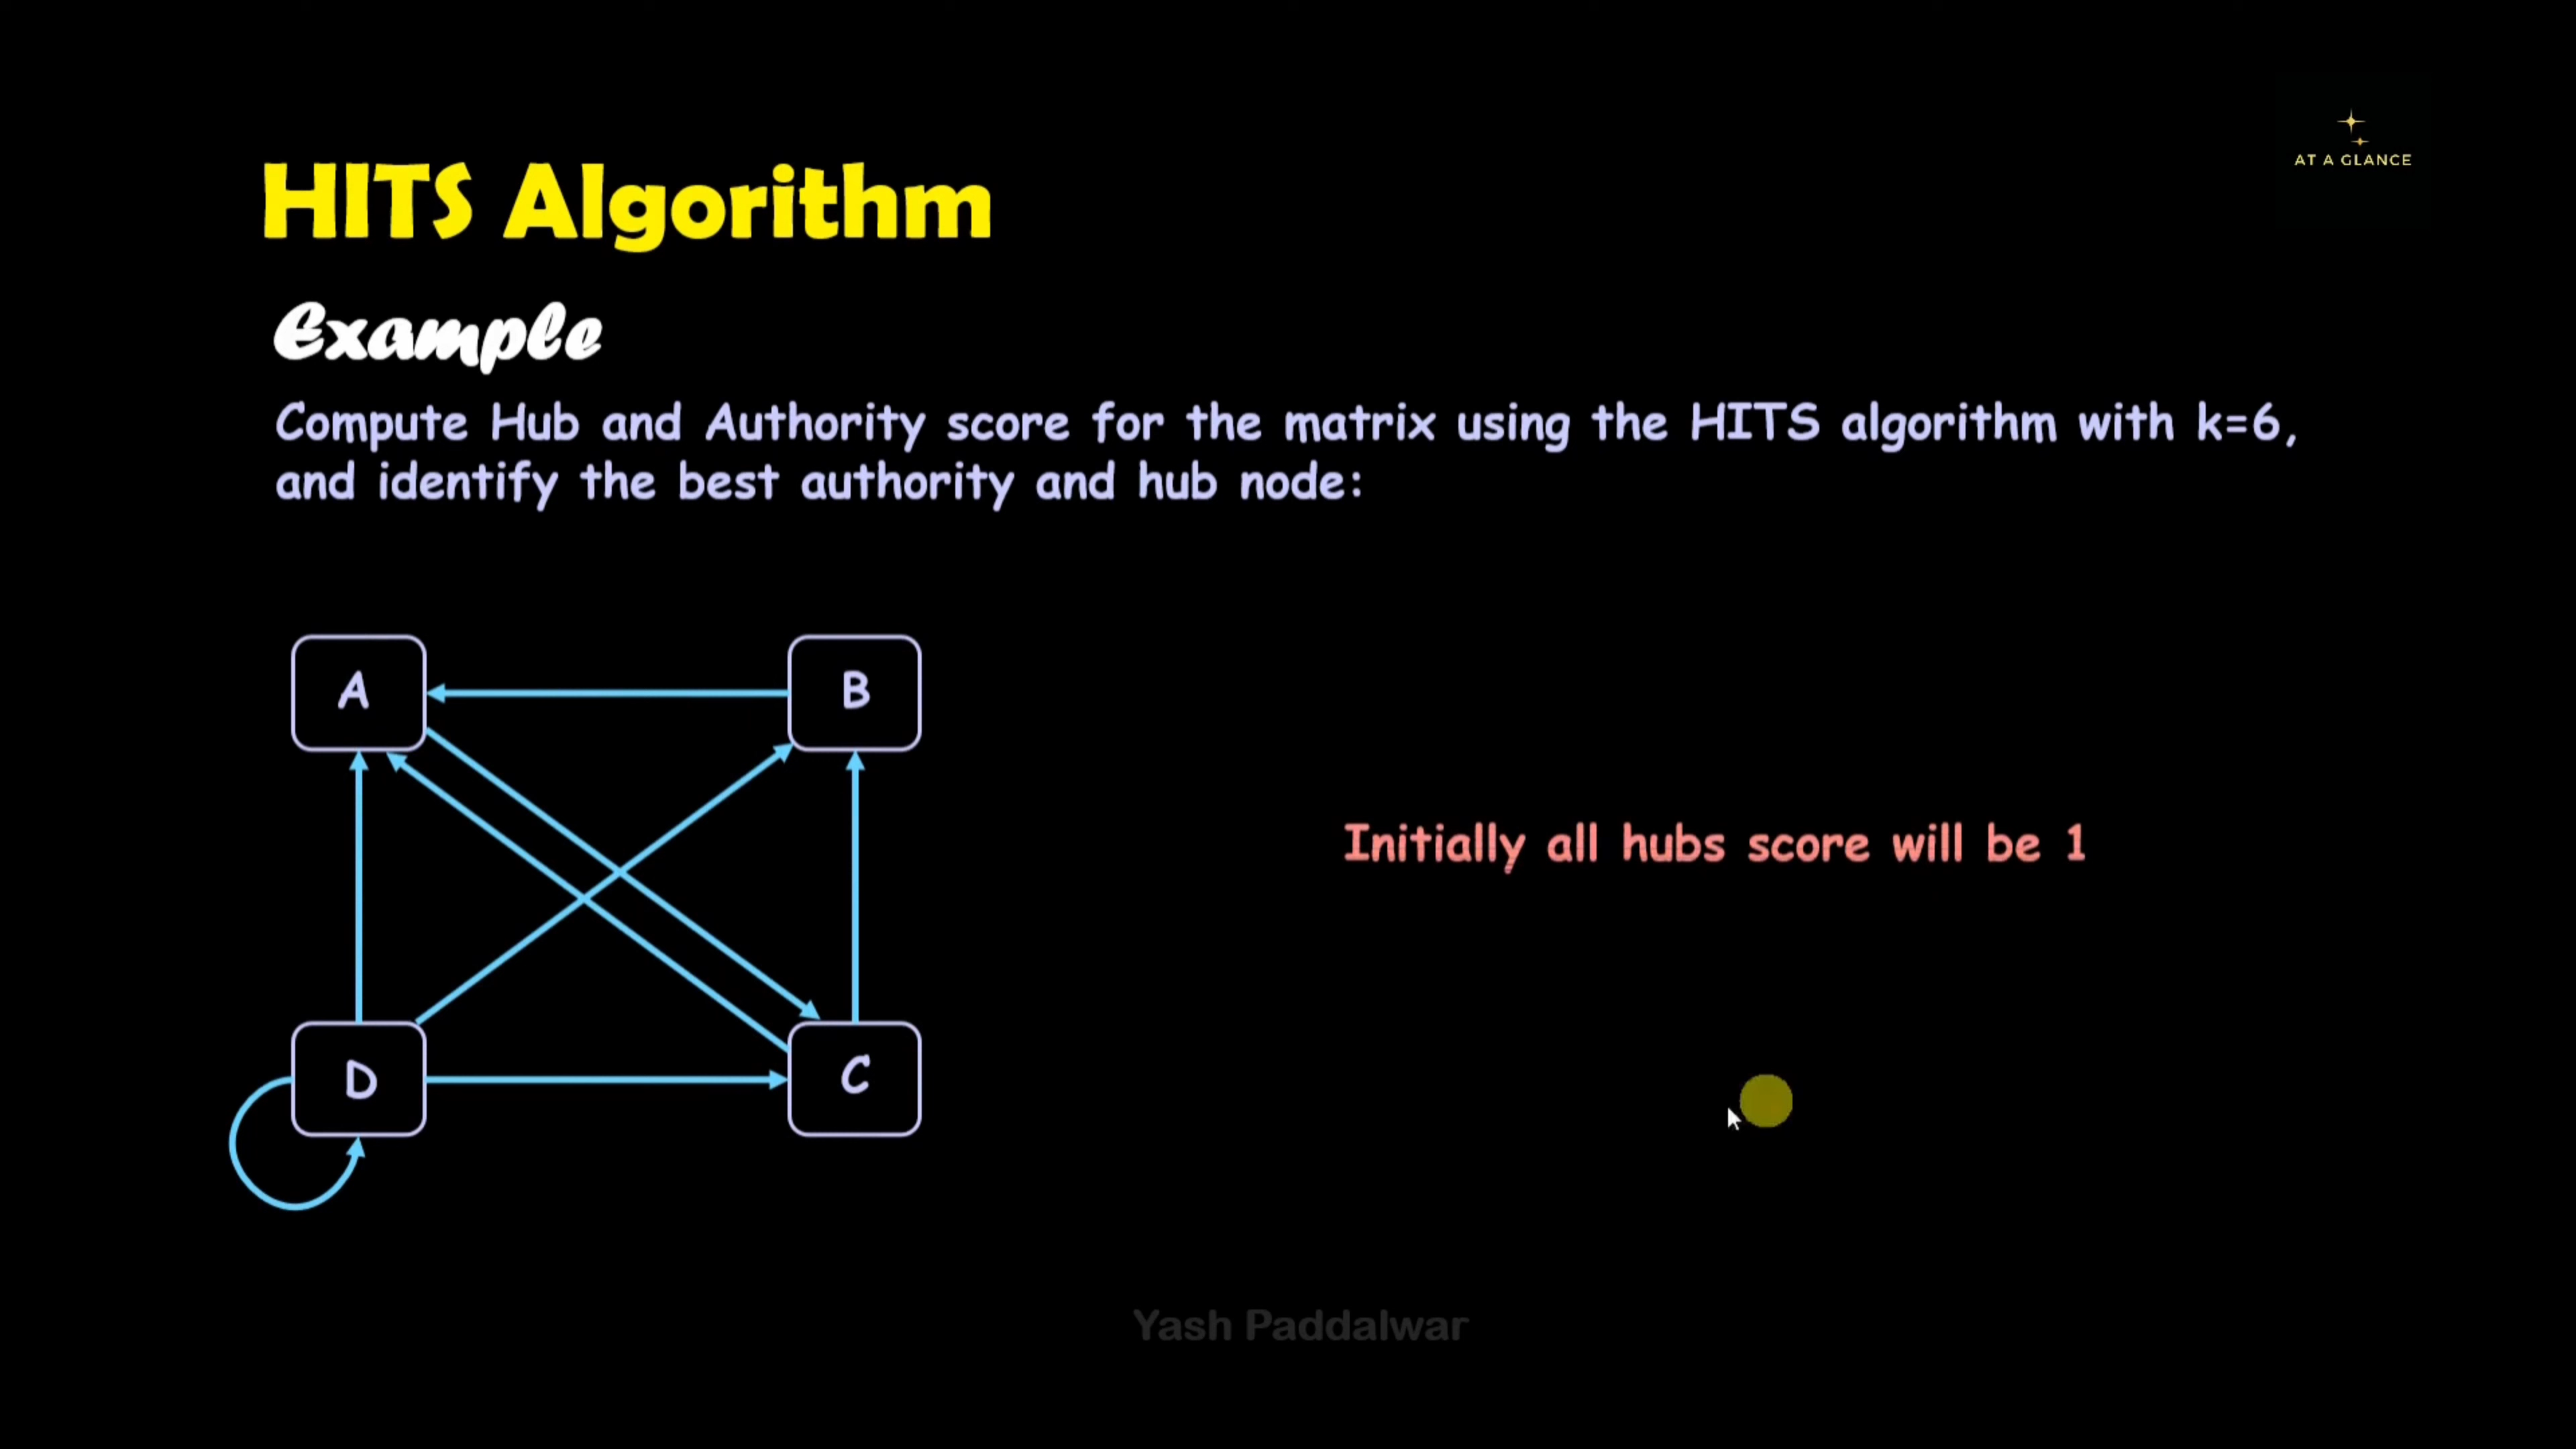 AT A GLANCE
HITS Algorithm
Example
Compute Hub and Authority score for the matrix using the HITS algorithm with k=6,
and identify the best authority and hub node:
A
B
Initially all hubs score will be 1
D
C
Yash Paddalwar